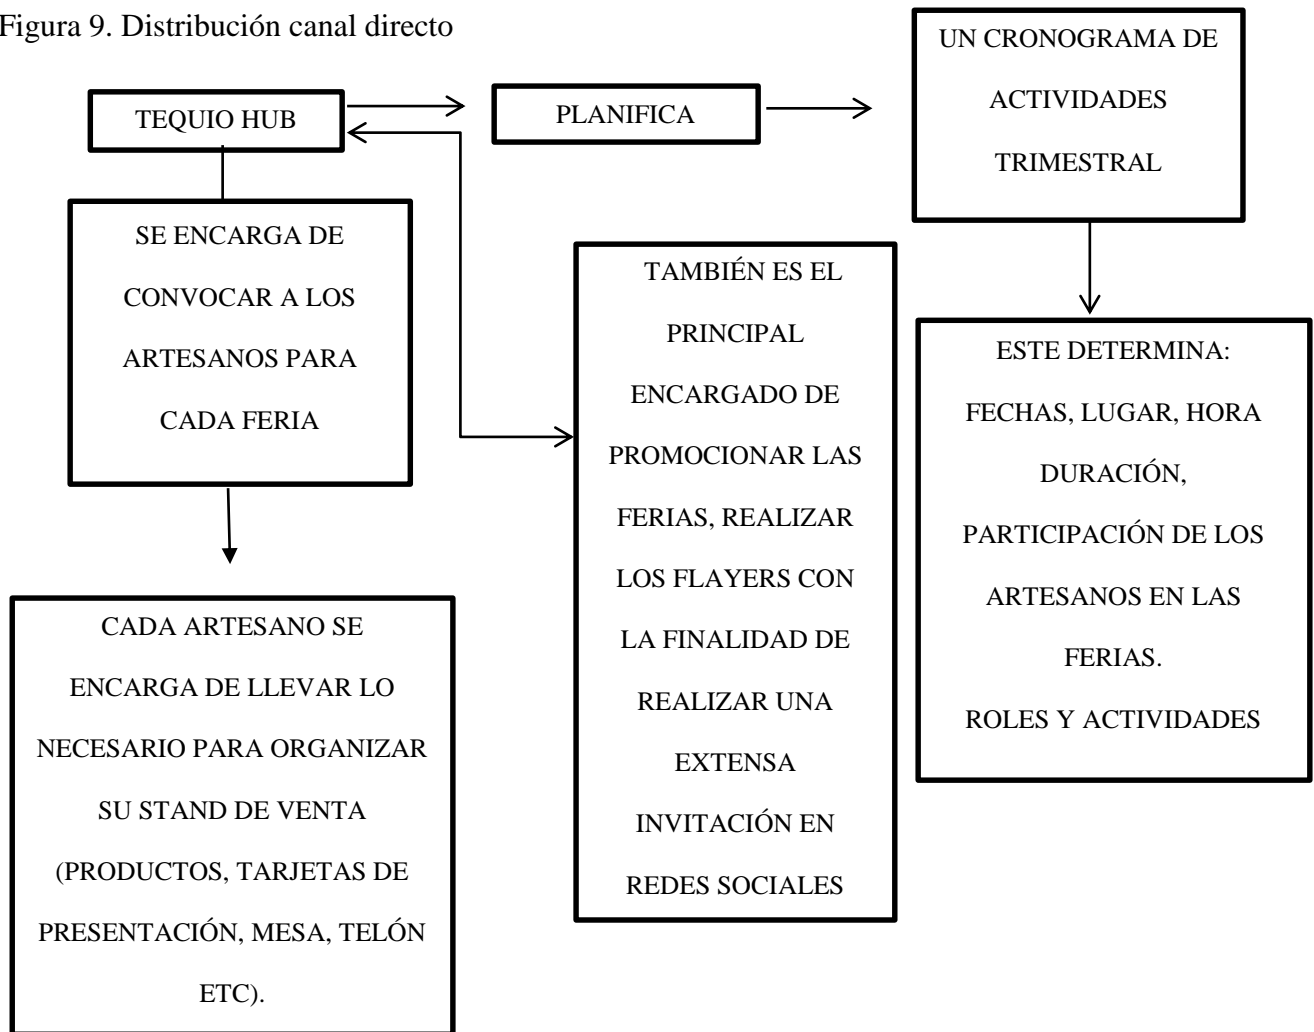 Figura 9. Distribución canal directo
TEQUIO HUB
PLANIFICA
UN CRONOGRAMA DE
ACTIVIDADES
TRIMESTRAL
SE ENCARGA DE
CONVOCAR A LOS
ARTESANOS PARA
CADA FERIA
TAMBIÉN ES EL
PRINCIPAL
ENCARGADO DE
PROMOCIONAR LAS
FERIAS, REALIZAR
LOS FLAYERS CON
LA FINALIDAD DE
REALIZAR UNA
EXTENSA
INVITACIÓN EN
REDES SOCIALES
ESTE DETERMINA:
FECHAS, LUGAR, HORA
DURACIÓN,
PARTICIPACIÓN DE LOS
ARTESANOS EN LAS
FERIAS.
ROLES Y ACTIVIDADES
CADA ARTESANO SE
ENCARGA DE LLEVAR LO
NECESARIO PARA ORGANIZAR
SU STAND DE VENTA
(PRODUCTOS, TARJETAS DE
PRESENTACIÓN, MESA, TELÓN
ETC).